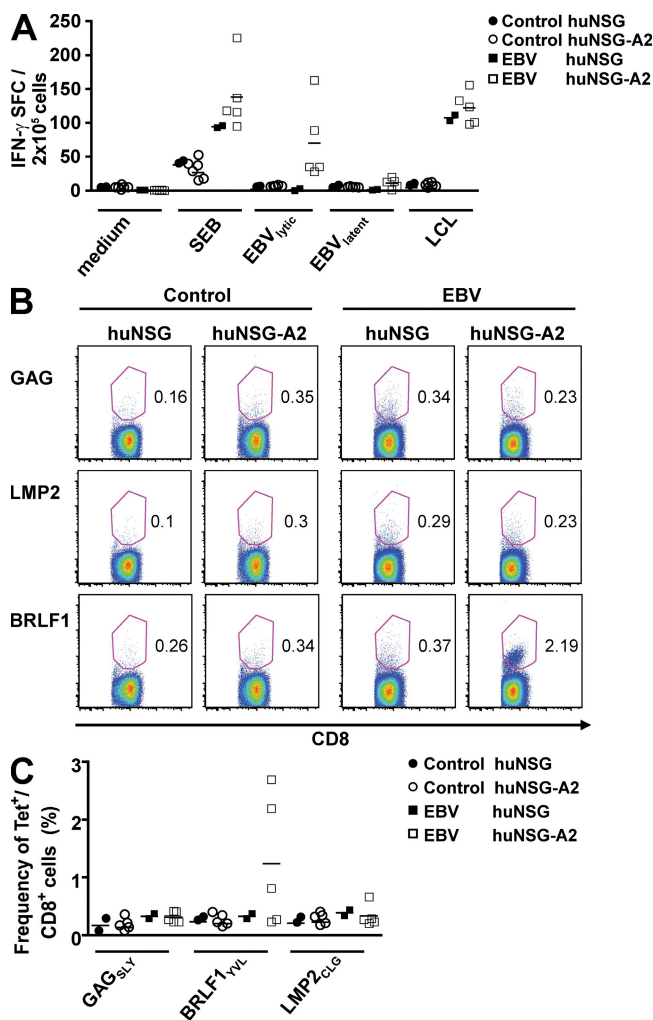 A
IFN-γ SFC /
2x10⁵ cells
250
200
150
100
50
0
medium
SEB
EBV lytic
EBV latent
LCL
Control huNSG
Control huNSG-A2
EBV huNSG
EBV huNSG-A2
B
Control
EBV
huNSG
huNSG-A2
huNSG
huNSG-A2
GAG
0.16
0.35
0.34
0.23
LMP2
0.1
0.3
0.29
0.23
BRLF1
0.26
0.34
0.37
2.19
CD8
C
Frequency of Tet⁺/
CD8⁺ cells (%)
3
2
1
0
GAG SLY
BRLF1 YVL
LMP2 CLG
Control huNSG
Control huNSG-A2
EBV huNSG
EBV huNSG-A2